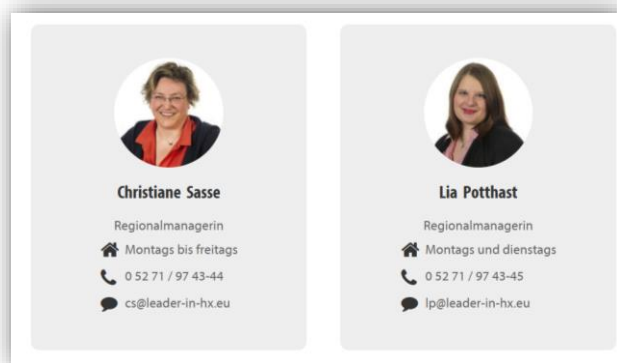 Christiane Sasse
Regionalmanagerin
Montags bis freitags
0 52 71 / 97 43-44
cs@leader-in-hx.eu
Lia Potthast
Regionalmanagerin
Montags und dienstags
0 52 71 / 97 43-45
lp@leader-in-hx.eu